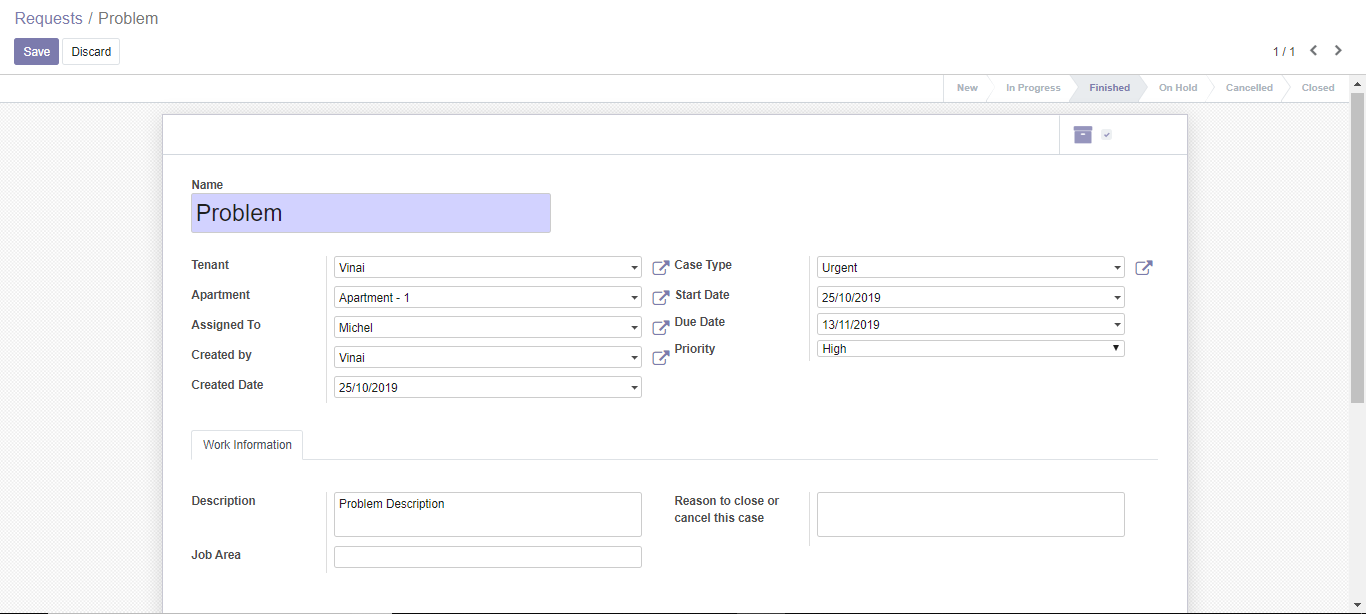 Requests / Problem
Save Discard 1 / 1
New In Progress Finished On Hold Cancelled Closed
Name
Problem
Tenant Vinai Case Type Urgent
Apartment Apartment - 1 Start Date 25/10/2019
Assigned To Michel Due Date 13/11/2019
Created by Vinai Priority High
Created Date 25/10/2019
Work Information
Description Problem Description Reason to close or
cancel this case
Job Area